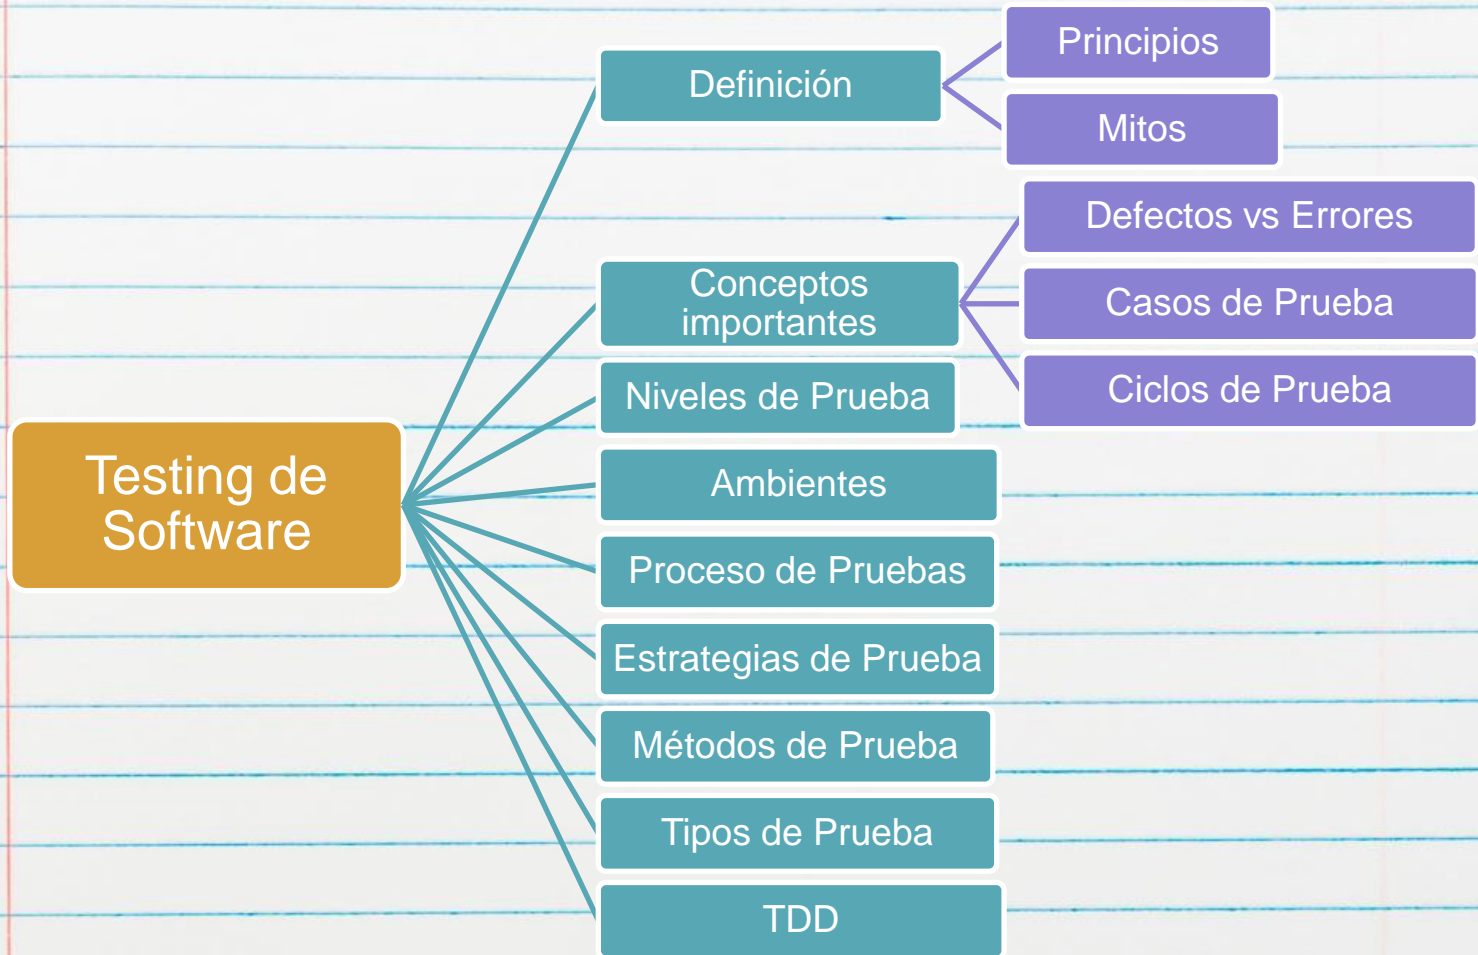 Testing de
Software
Definición
Principios
Mitos
Conceptos
importantes
Defectos vs Errores
Casos de Prueba
Ciclos de Prueba
Niveles de Prueba
Ambientes
Proceso de Pruebas
Estrategias de Prueba
Métodos de Prueba
Tipos de Prueba
TDD